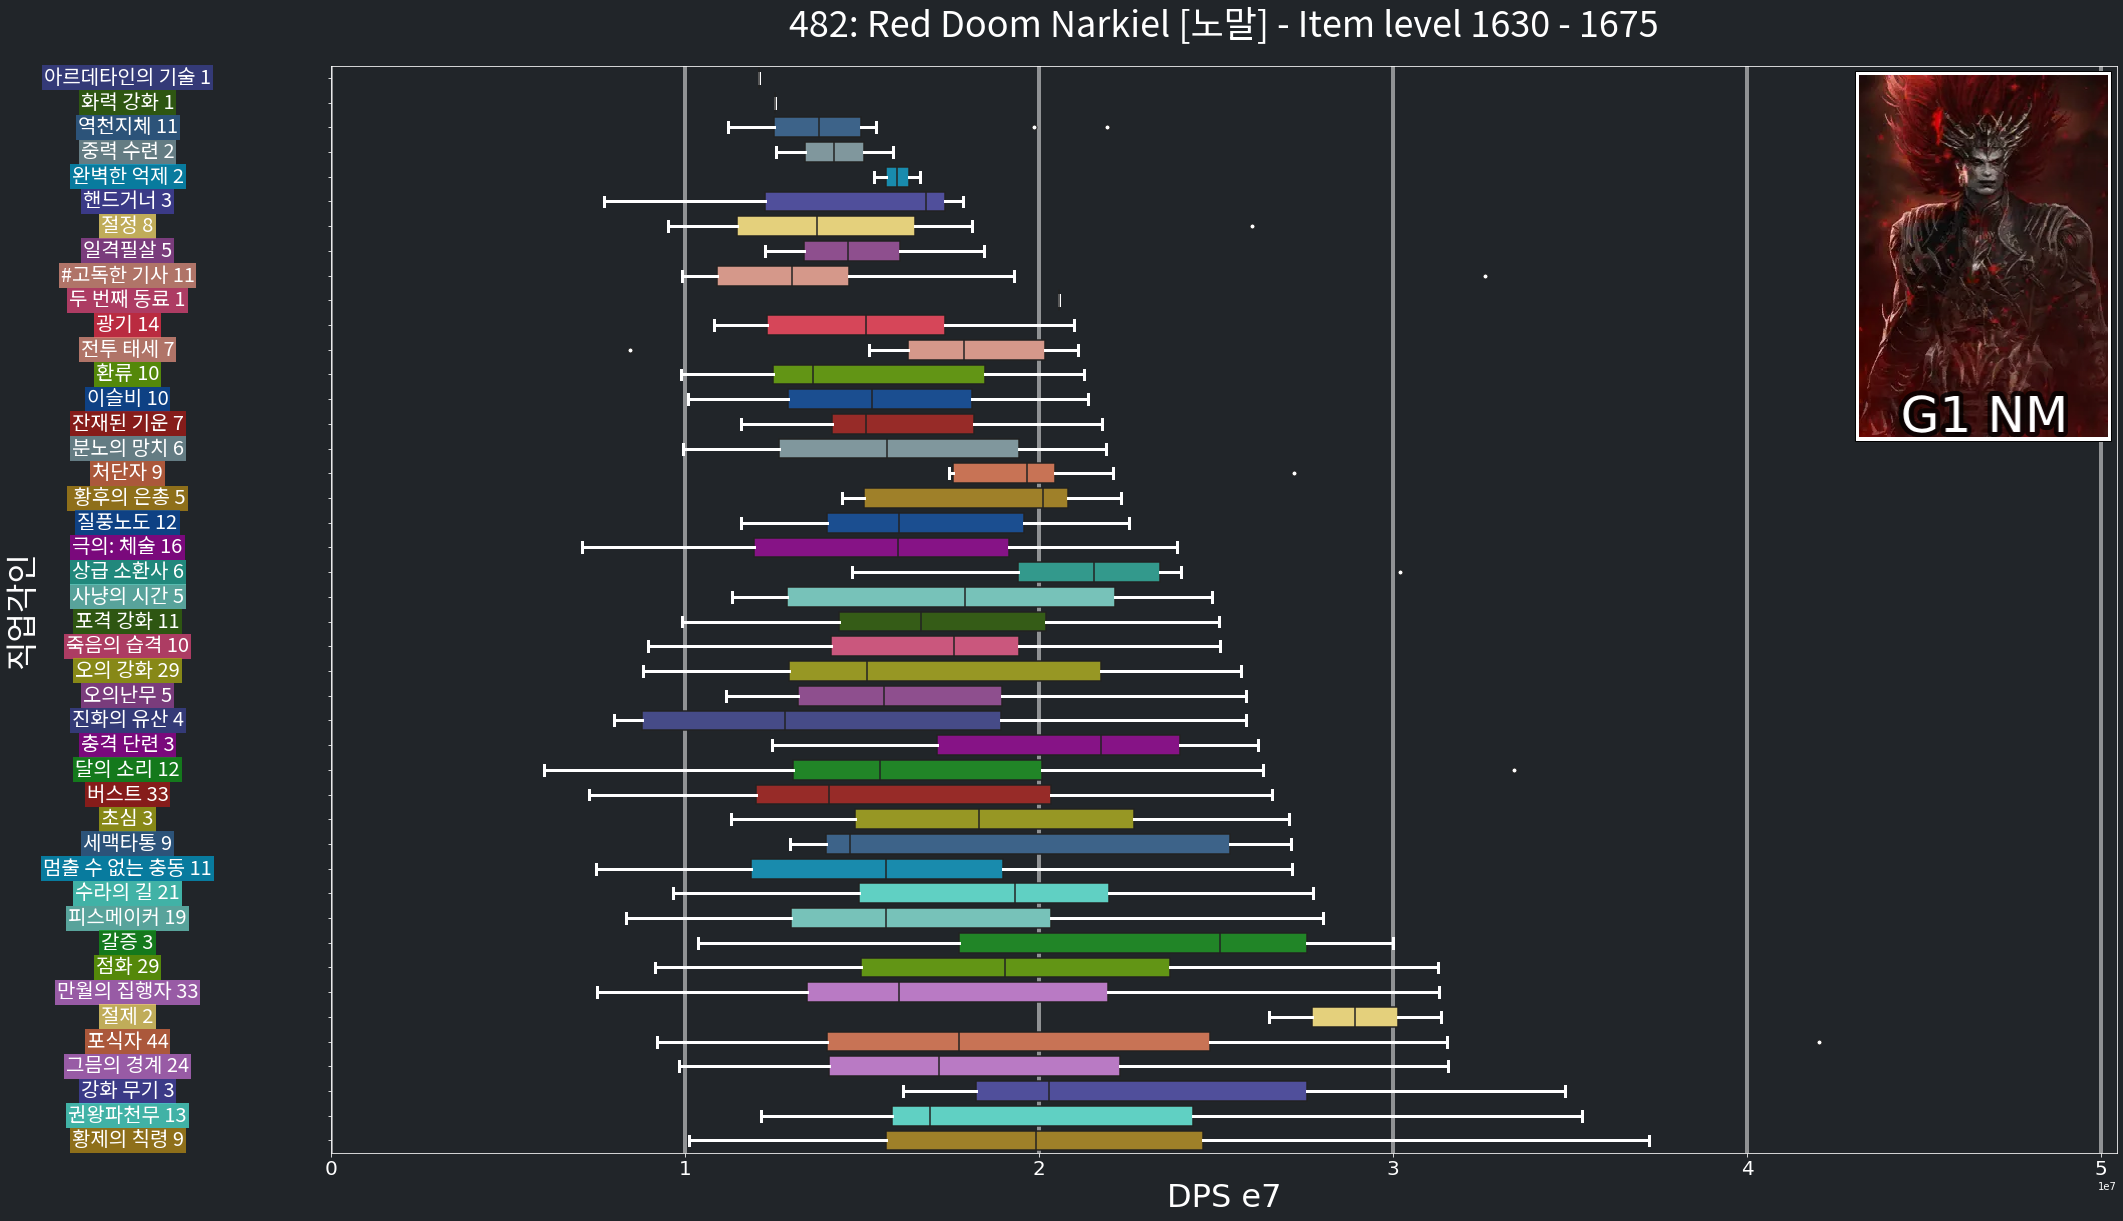 482: Red Doom Narkiel [노말] - Item level 1630 - 1675
아르데타인의 기술 1
화력 강화 1
역천지체 11
중력 수련 2
완벽한 억제 2
핸드거너 3
절정 8
일격필살 5
#고독한 기사 11
두 번째 동료 1
광기 14
전투 태세 7
환류 10
이슬비 10
잔재된 기운 7
분노의 망치 6
처단자 9
황후의 은총 5
질풍노도 12
극의: 체술 16
상급 소환사 6
사냥의 시간 5
포격 강화 11
죽음의 습격 10
오의 강화 29
오의난무 5
진화의 유산 4
충격 단련 3
달의 소리 12
버스트 33
초심 3
세맥타통 9
멈출 수 없는 충동 11
수라의 길 21
피스메이커 19
갈증 3
점화 29
만월의 집행자 33
절제 2
포식자 44
그믐의 경계 24
강화 무기 3
권왕파천무 13
황제의 칙령 9
직업각인
G1 NM
0 1 2 3 4 5
1e7
DPS e7